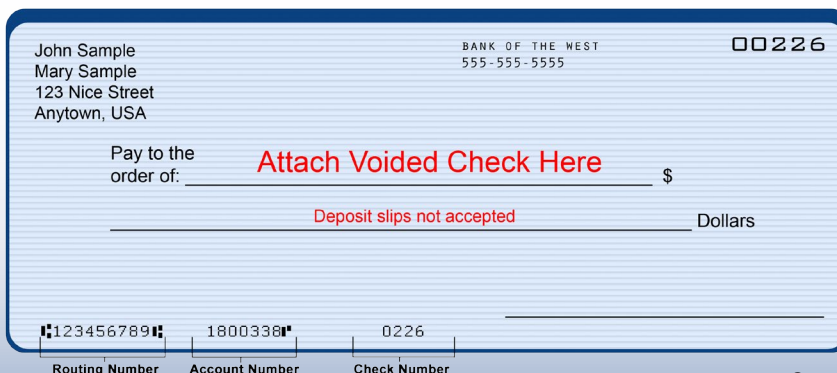 John Sample
Mary Sample
123 Nice Street
Anytown, USA
BANK OF THE WEST
555-555-5555
00226
Pay to the
order of:
Attach Voided Check Here
$
Deposit slips not accepted
Dollars
⑆123456789⑆ 1800338⑈ 0226
Routing Number Account Number Check Number